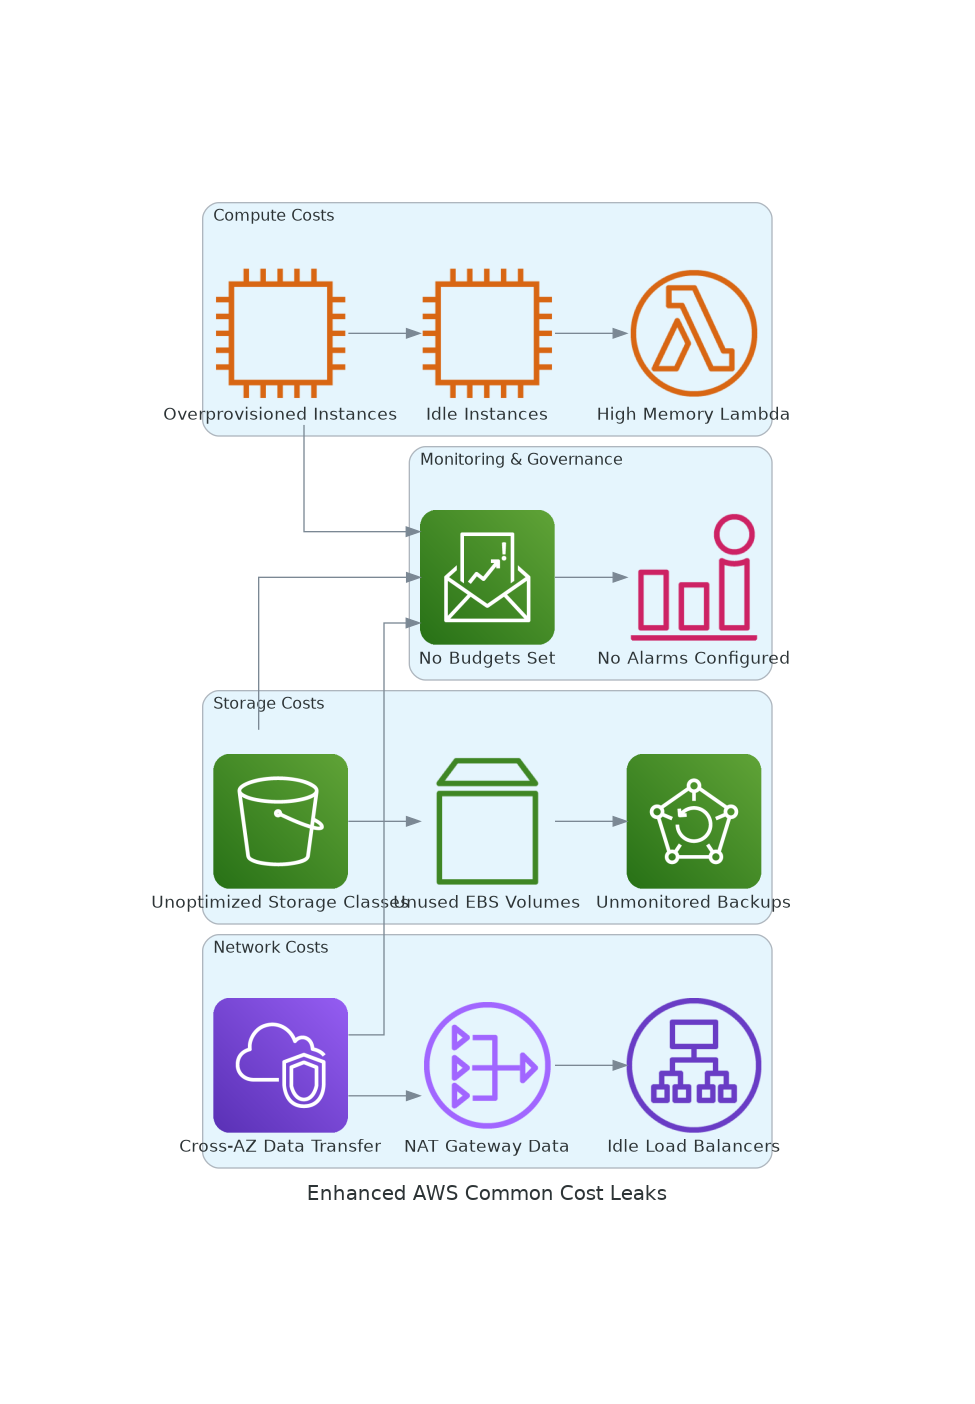 Compute Costs
Overprovisioned Instances
Idle Instances
High Memory Lambda
Monitoring & Governance
No Budgets Set
No Alarms Configured
Storage Costs
Unoptimized Storage Classes
Unused EBS Volumes
Unmonitored Backups
Network Costs
Cross-AZ Data Transfer
NAT Gateway Data
Idle Load Balancers
Enhanced AWS Common Cost Leaks